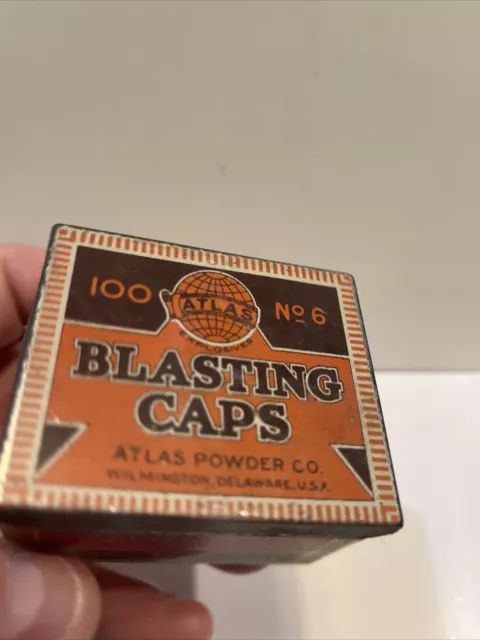 100 ATLAS No 6
EXPLOSIVES
BLASTING
CAPS
ATLAS POWDER CO.
WILMINGTON, DELAWARE, U.S.A.